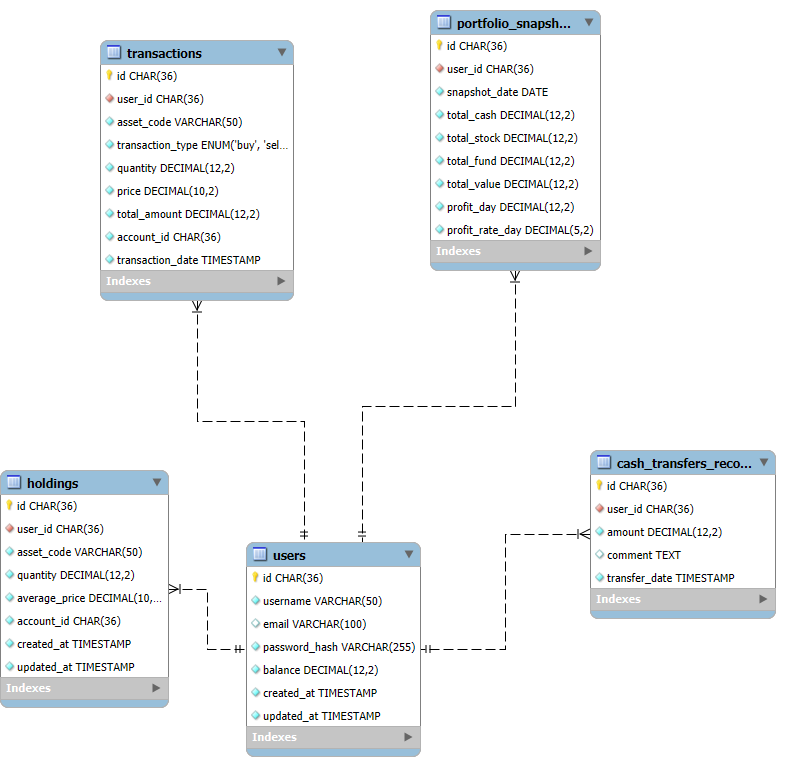 transactions
id CHAR(36)
user_id CHAR(36)
asset_code VARCHAR(50)
transaction_type ENUM('buy', 'sel...
quantity DECIMAL(12,2)
price DECIMAL(10,2)
total_amount DECIMAL(12,2)
account_id CHAR(36)
transaction_date TIMESTAMP
Indexes
portfolio_snapsh...
id CHAR(36)
user_id CHAR(36)
snapshot_date DATE
total_cash DECIMAL(12,2)
total_stock DECIMAL(12,2)
total_fund DECIMAL(12,2)
total_value DECIMAL(12,2)
profit_day DECIMAL(12,2)
profit_rate_day DECIMAL(5,2)
Indexes
holdings
id CHAR(36)
user_id CHAR(36)
asset_code VARCHAR(50)
quantity DECIMAL(12,2)
average_price DECIMAL(10,...
account_id CHAR(36)
created_at TIMESTAMP
updated_at TIMESTAMP
Indexes
users
id CHAR(36)
username VARCHAR(50)
email VARCHAR(100)
password_hash VARCHAR(255)
balance DECIMAL(12,2)
created_at TIMESTAMP
updated_at TIMESTAMP
Indexes
cash_transfers_reco...
id CHAR(36)
user_id CHAR(36)
amount DECIMAL(12,2)
comment TEXT
transfer_date TIMESTAMP
Indexes